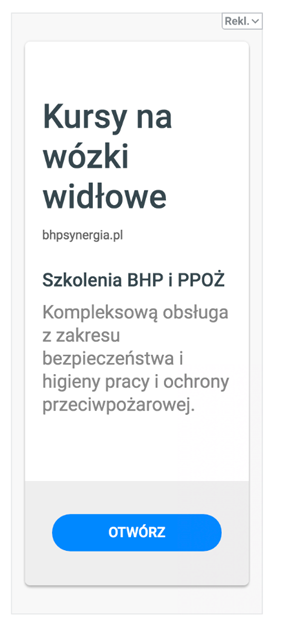 Rekl.
Kursy na
wózki
widłowe
bhpsynergia.pl
Szkolenia BHP i PPOŻ
Kompleksową obsługa
z zakresu
bezpieczeństwa i
higieny pracy i ochrony
przeciwpożarowej.
OTWÓRZ